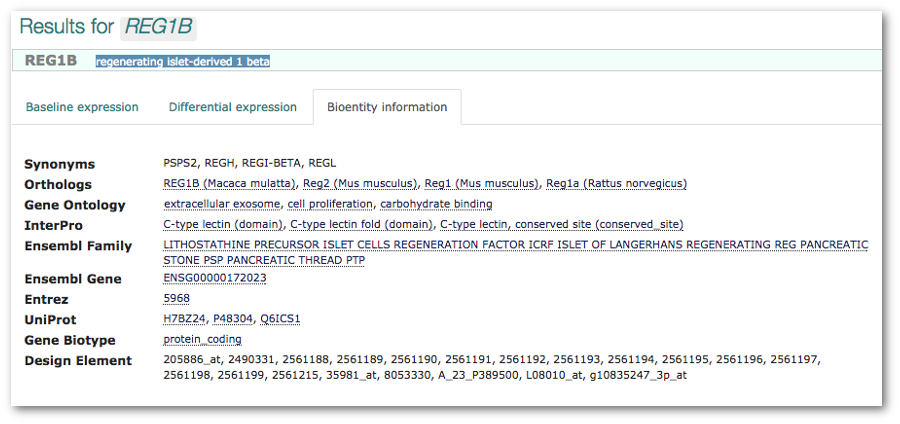 Results for REG1B
REG1B regenerating islet-derived 1 beta
Baseline expression Differential expression Bioentity information
Synonyms PSPS2, REGH, REGI-BETA, REGL
Orthologs REG1B (Macaca mulatta), Reg2 (Mus musculus), Reg1 (Mus musculus), Reg1a (Rattus norvegicus)
Gene Ontology extracellular exosome, cell proliferation, carbohydrate binding
InterPro C-type lectin (domain), C-type lectin fold (domain), C-type lectin, conserved site (conserved_site)
Ensembl Family LITHOSTATHINE PRECURSOR ISLET CELLS REGENERATION FACTOR ICRF ISLET OF LANGERHANS REGENERATING REG PANCREATIC
STONE PSP PANCREATIC THREAD PTP
Ensembl Gene ENSG00000172023
Entrez 5968
UniProt H7BZ24, P48304, Q6ICS1
Gene Biotype protein_coding
Design Element 205886_at, 2490331, 2561188, 2561189, 2561190, 2561191, 2561192, 2561193, 2561194, 2561195, 2561196, 2561197,
2561198, 2561199, 2561215, 35981_at, 8053330, A_23_P389500, L08010_at, g10835247_3p_at